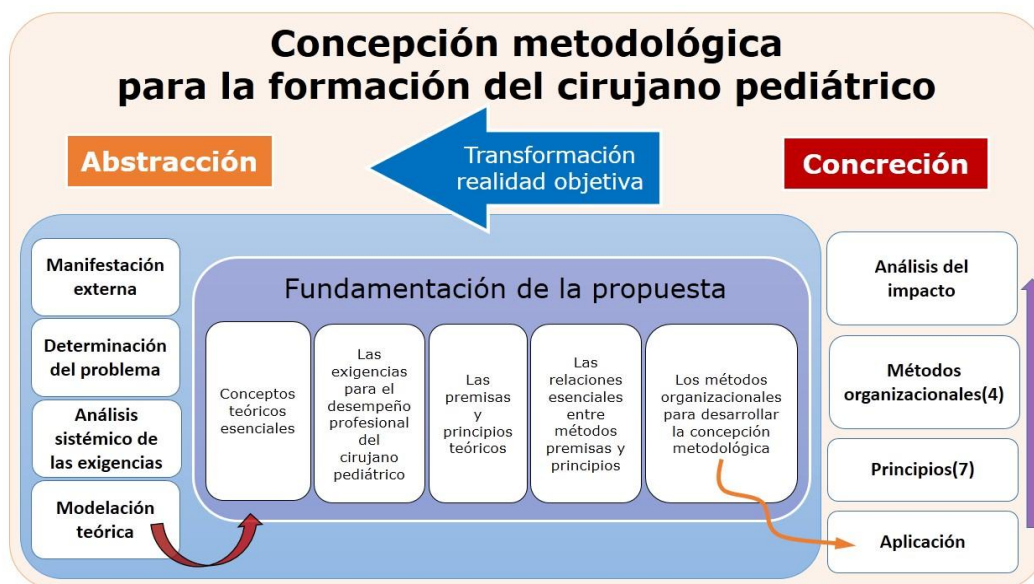 Concepción metodológica
para la formación del cirujano pediátrico
Abstracción
Transformación
realidad objetiva
Concreción
Manifestación
externa
Determinación
del problema
Análisis
sistémico de
las exigencias
Modelación
teórica
Fundamentación de la propuesta
Conceptos
teóricos
esenciales
Las
exigencias
para el
desempeño
profesional
del
cirujano
pediátrico
Las
premisas
y
principios
teóricos
Las
relaciones
esenciales
entre
métodos
premisas y
principios
Los métodos
organizacionales
para desarrollar
la concepción
metodológica
Análisis del
impacto
Métodos
organizacionales(4)
Principios(7)
Aplicación